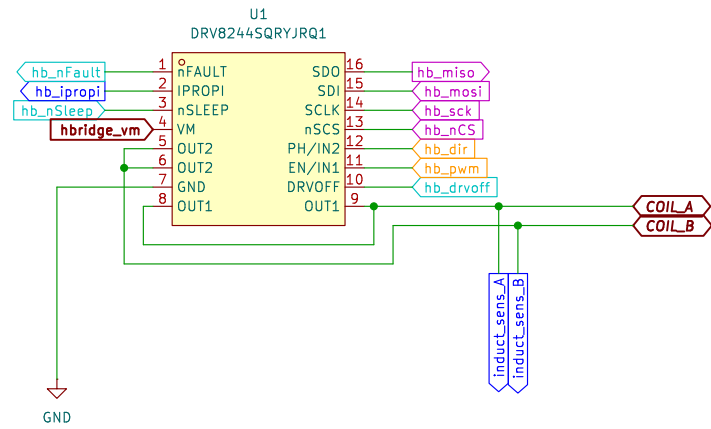 U1
DRV8244SQRYJRQ1
hb_nFault 1 nFAULT SDO 16 hb_miso
hb_ipropi 2 IPROPI SDI 15 hb_mosi
hb_nSleep 3 nSLEEP SCLK 14 hb_sck
hbridge_vm 4 VM nSCS 13 hb_nCS
5 OUT2 PH/IN2 12 hb_dir
6 OUT2 EN/IN1 11 hb_pwm
7 GND DRVOFF 10 hb_drvoff
8 OUT1 OUT1 9 COIL_A
COIL_B
induct_sens_A
induct_sens_B
GND